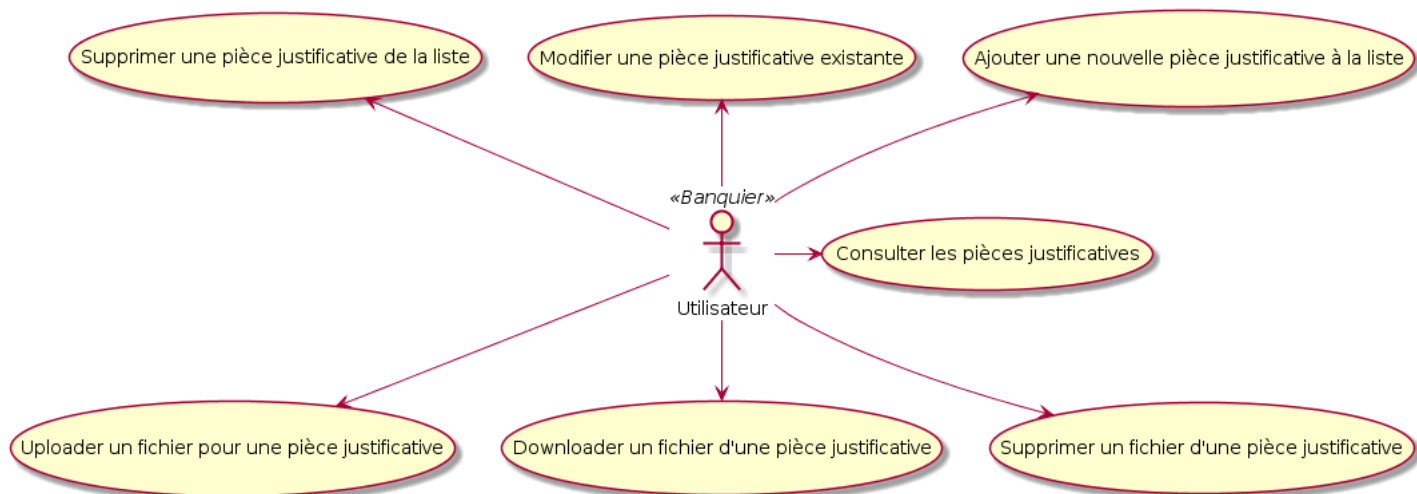 Supprimer une pièce justificative de la liste
Modifier une pièce justificative existante
Ajouter une nouvelle pièce justificative à la liste
«Banquier»
Consulter les pièces justificatives
Utilisateur
Uploader un fichier pour une pièce justificative
Downloader un fichier d'une pièce justificative
Supprimer un fichier d'une pièce justificative